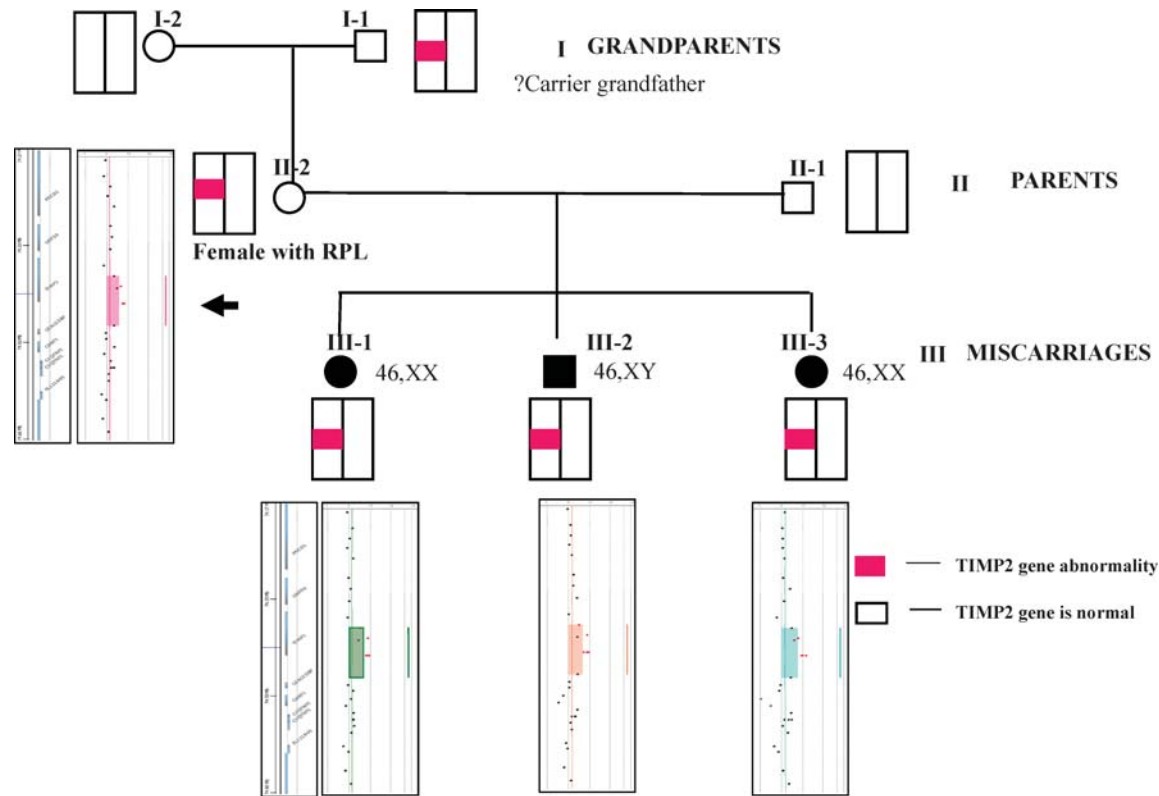 I-2
I-1
I GRANDPARENTS
?Carrier grandfather
II-2
II-1
II PARENTS
Female with RPL
III-1
III-2
III-3
III MISCARRIAGES
46,XX
46,XY
46,XX
TIMP2 gene abnormality
TIMP2 gene is normal